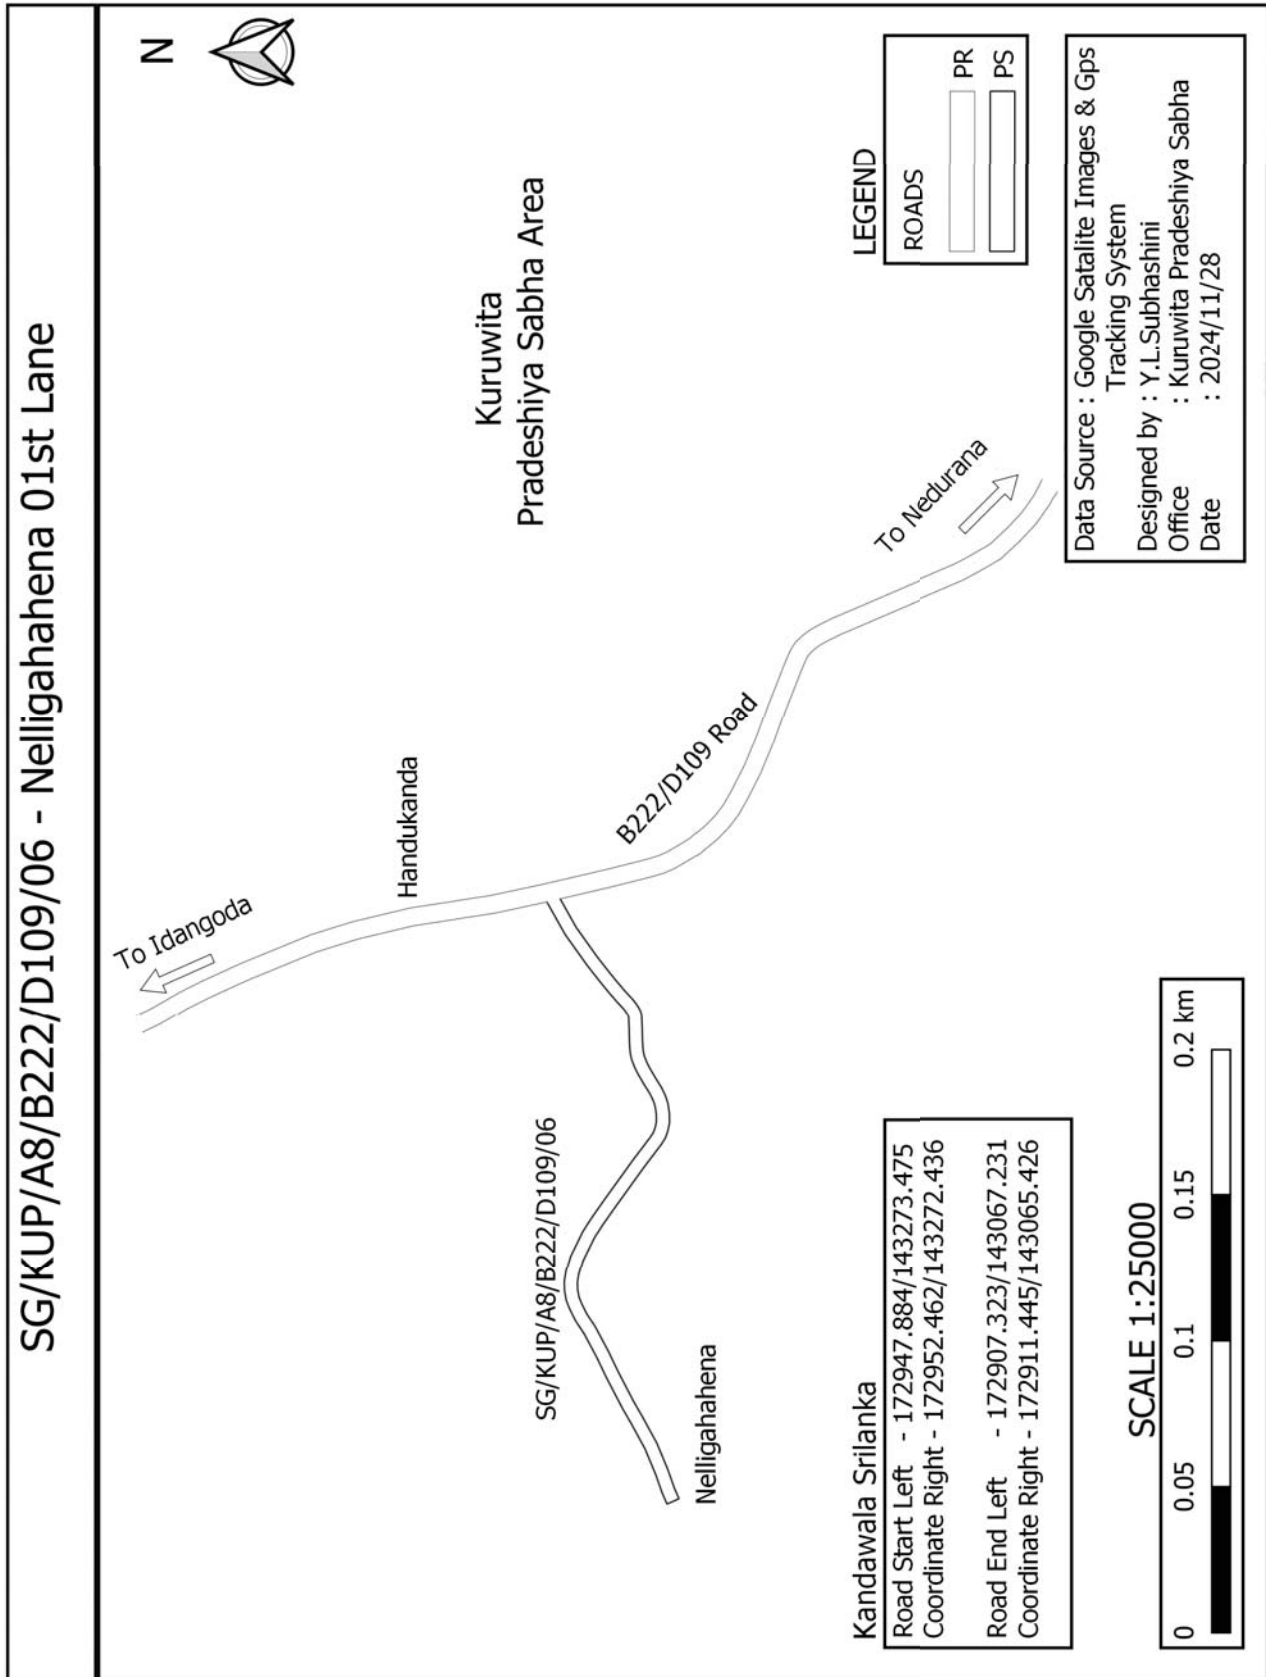 SG/KUP/A8/B222/D109/06 - Nelligahahena 01st Lane
N
To Idangoda
Handukanda
Kuruwita
Pradeshiya Sabha Area
SG/KUP/A8/B222/D109/06
B222/D109 Road
Nelligahahena
To Nedurana
Kandawala Srilanka
Road Start Left - 172947.884/143273.475
Coordinate Right - 172952.462/143272.436
Road End Left - 172907.323/143067.231
Coordinate Right - 172911.445/143065.426
LEGEND
ROADS
PR
PS
SCALE 1:25000
0 0.05 0.1 0.15 0.2 km
Data Source : Google Satalite Images & Gps
Tracking System
Designed by : Y.L.Subhashini
Office : Kuruwita Pradeshiya Sabha
Date : 2024/11/28